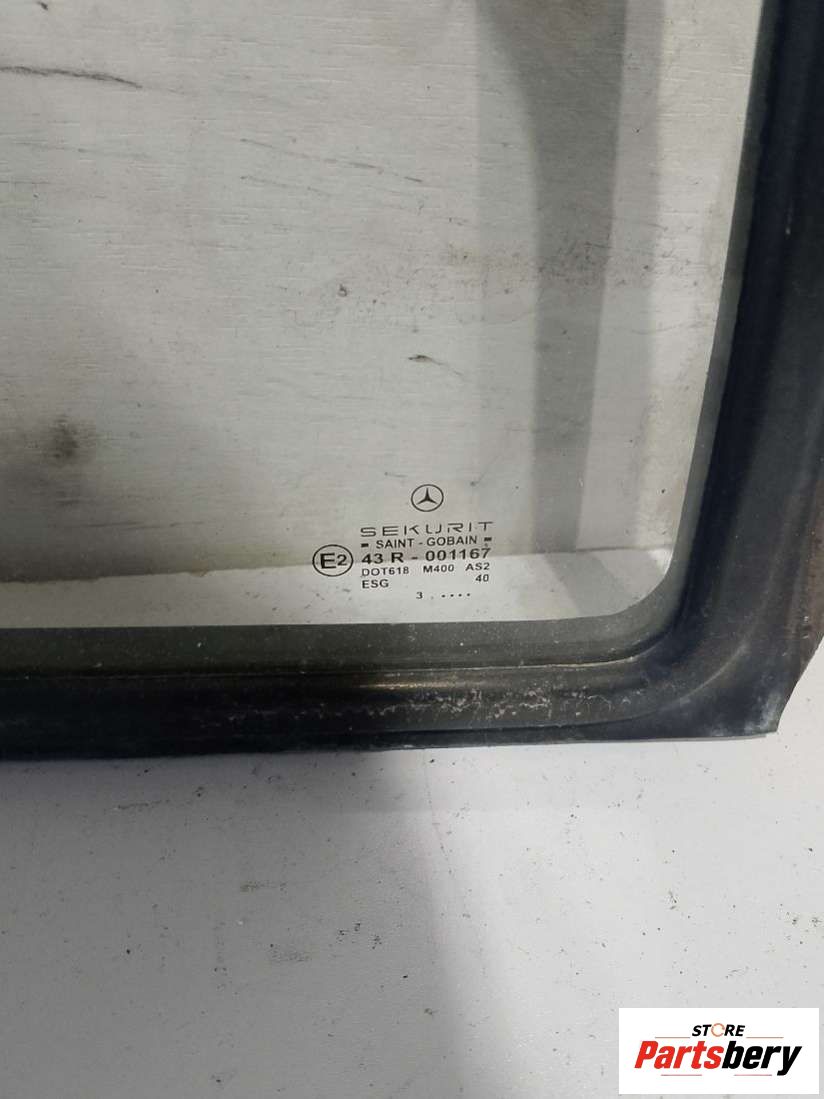 SEKURIT
SAINT - GOBAIN
E2 43 R - 001167
DOT618 M400 AS2
ESG 40
3 . ....
STORE
Partsbery